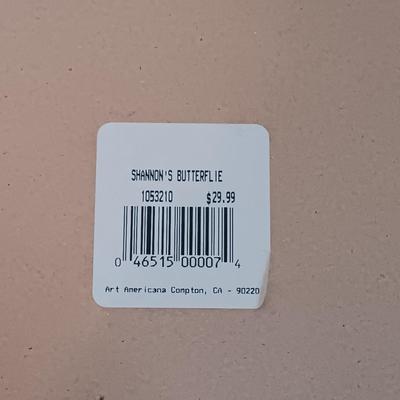 SHANNON'S BUTTERFLIE
1053210 $29.99
0 46515 00007 4
Art Americana Compton, CA - 90220